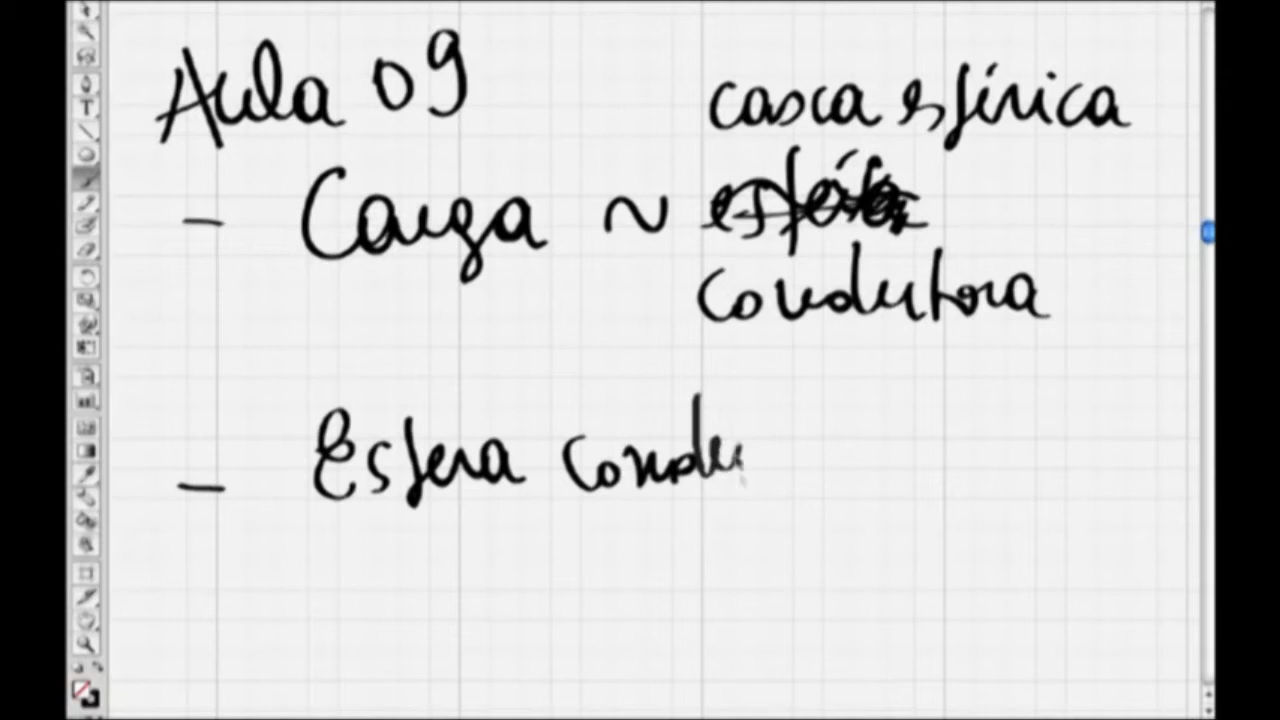 Aula 09
casca esférica
- Carga ~
condutora
- Esfera condu